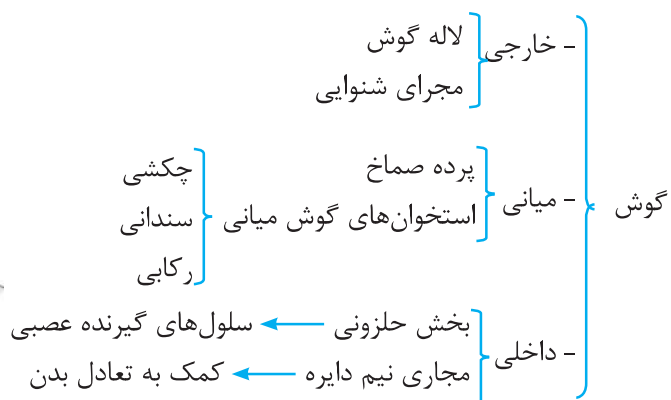 گوش
- خارجی
لاله گوش
مجرای شنوایی
- میانی
پرده صماخ
استخوان‌های گوش میانی
چکشی
سندانی
رکابی
- داخلی
بخش حلزونی
سلول‌های گیرنده عصبی
مجاری نیم دایره
کمک به تعادل بدن